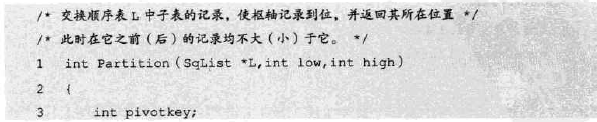 /* 交换顺序表L中子表的记录，使枢轴记录到位，并返回其所在位置 */
/* 此时在它之前（后）的记录均不大（小）于它。 */
1 int Partition(SqList *L,int low,int high)
2 {
3 int pivotkey;